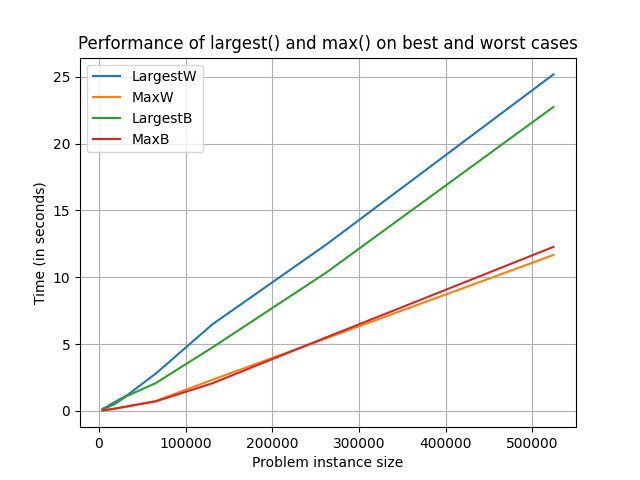 Performance of largest() and max() on best and worst cases
LargestW
MaxW
LargestB
MaxB
Time (in seconds)
25
20
15
10
5
0
0 100000 200000 300000 400000 500000
Problem instance size